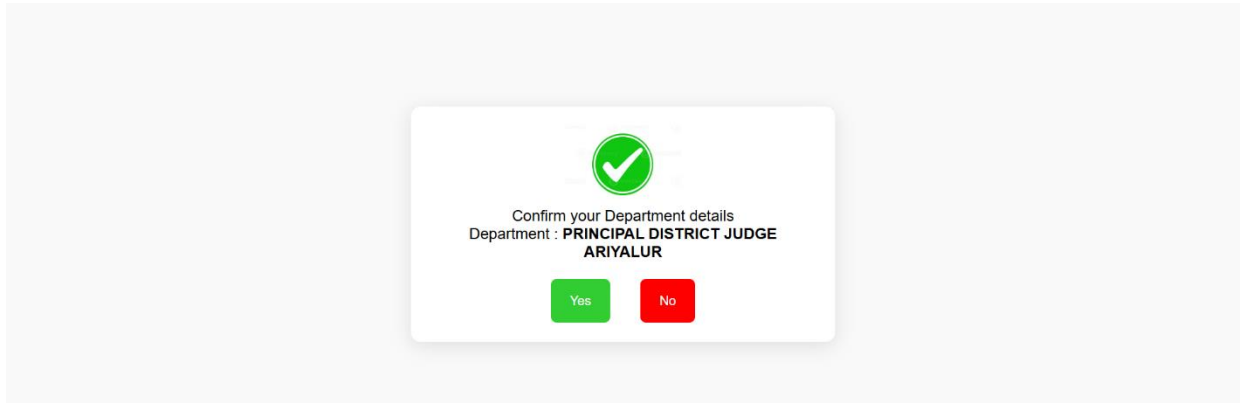 Confirm your Department details
Department : PRINCIPAL DISTRICT JUDGE
ARIYALUR
Yes
No